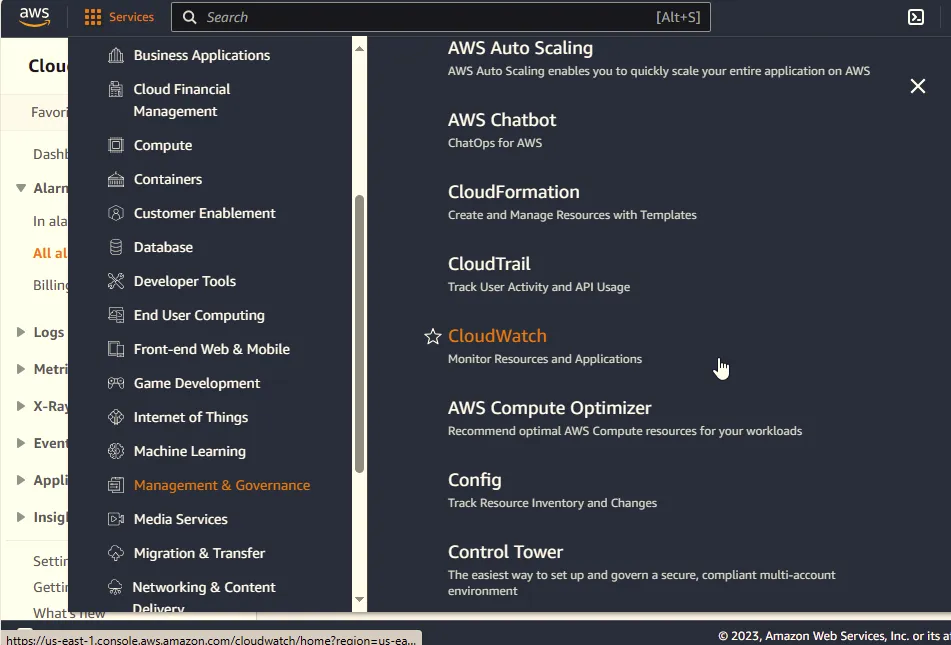 aws
Services
Search
[Alt+S]
Clou
Favori
Dashb
Alarn
In ala
All al
Billing
Logs
Metri
X-Ray
Event
Appli
Insigh
Settin
Gettin
What's new
Business Applications
Cloud Financial
Management
Compute
Containers
Customer Enablement
Database
Developer Tools
End User Computing
Front-end Web & Mobile
Game Development
Internet of Things
Machine Learning
Management & Governance
Media Services
Migration & Transfer
Networking & Content
Delivery
AWS Auto Scaling
AWS Auto Scaling enables you to quickly scale your entire application on AWS
AWS Chatbot
ChatOps for AWS
CloudFormation
Create and Manage Resources with Templates
CloudTrail
Track User Activity and API Usage
CloudWatch
Monitor Resources and Applications
AWS Compute Optimizer
Recommend optimal AWS Compute resources for your workloads
Config
Track Resource Inventory and Changes
Control Tower
The easiest way to set up and govern a secure, compliant multi-account
environment
https://us-east-1.console.aws.amazon.com/cloudwatch/home?region=us-ea...
© 2023, Amazon Web Services, Inc. or its a